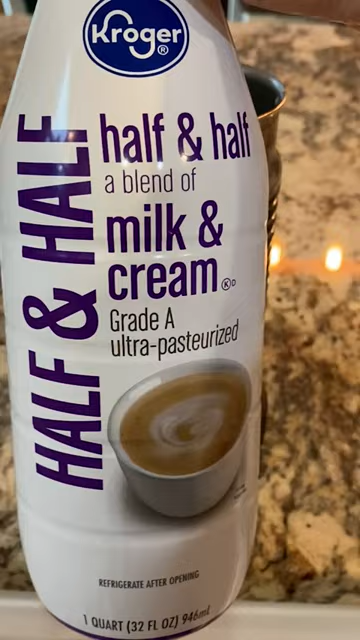 Kroger®
HALF & HALF
half & half
a blend of
milk &
cream ⓀD
Grade A
ultra-pasteurized
REFRIGERATE AFTER OPENING
1 QUART (32 FL OZ) 946mL